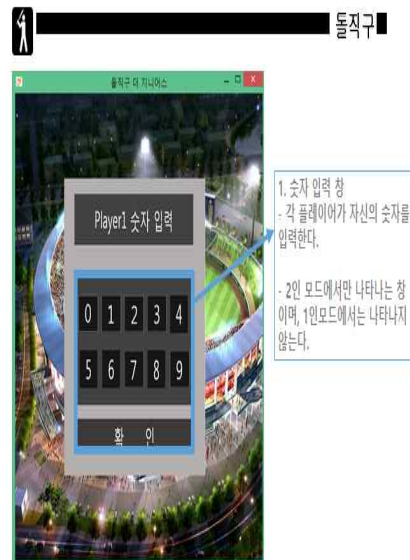 돌직구
돌직구 더 지니어스
Player1 숫자 입력
0 1 2 3 4
5 6 7 8 9
확 인
1. 숫자 입력 창
- 각 플레이어가 자신의 숫자를
입력한다.
- 2인 모드에서만 나타나는 창
이며, 1인모드에서는 나타나지
않는다.